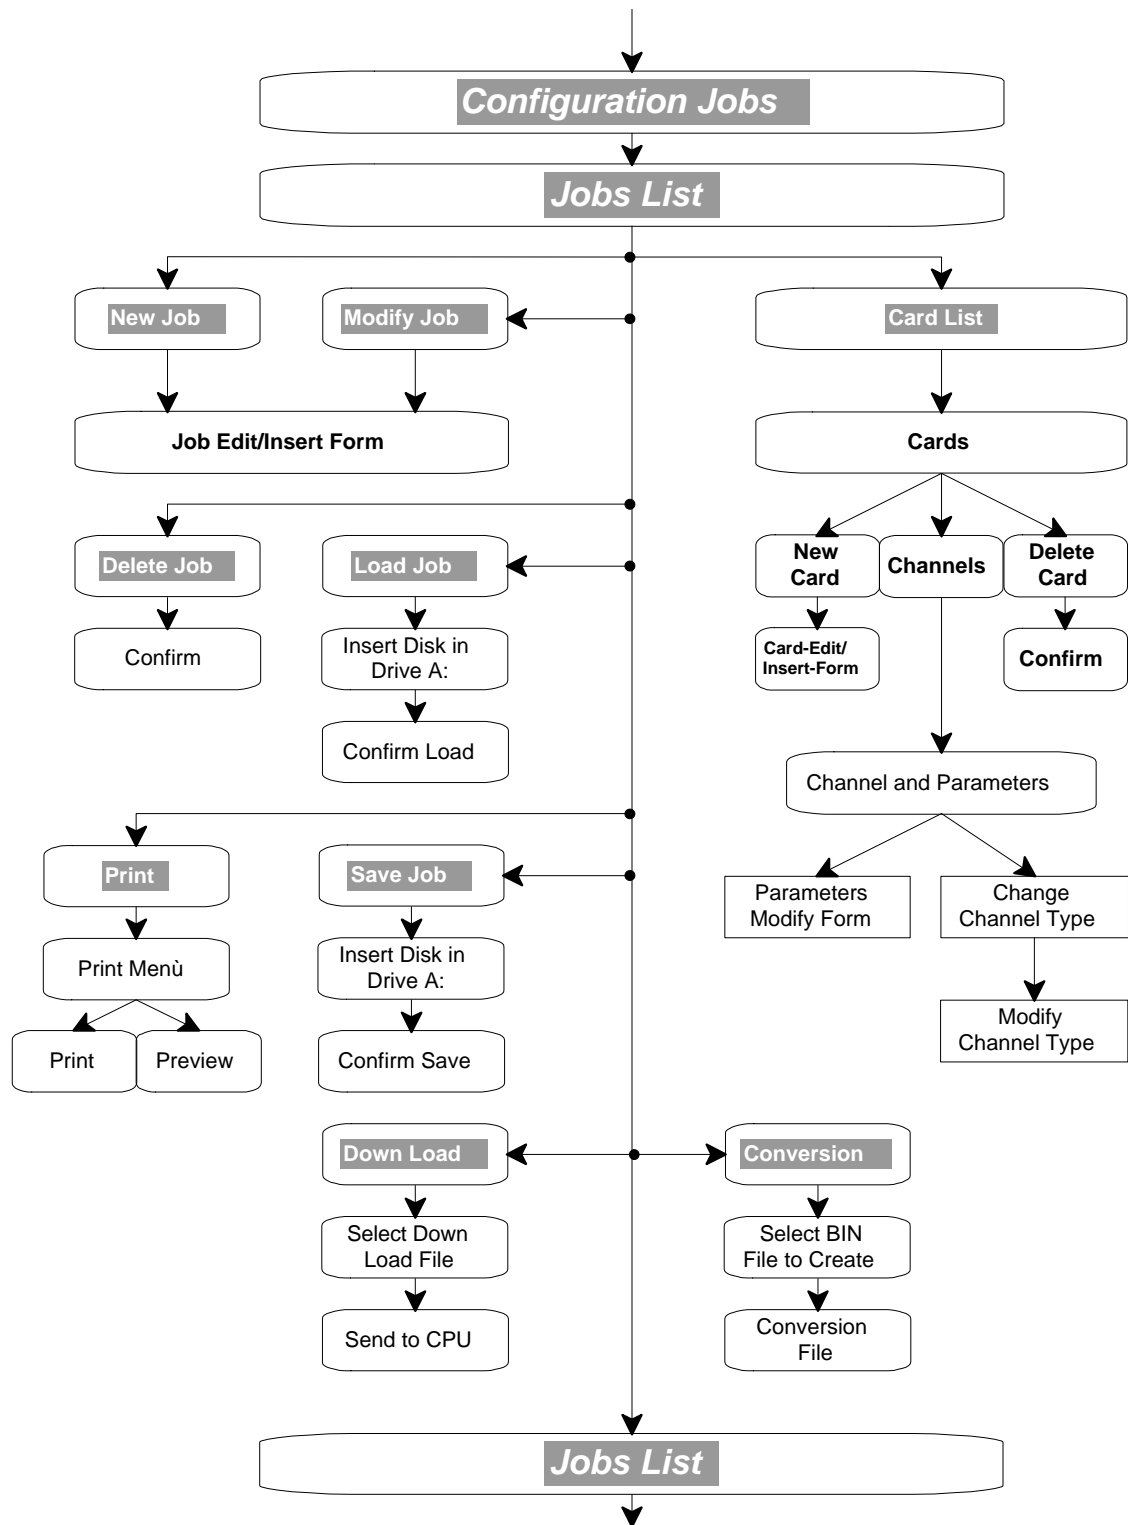 Configuration Jobs
Jobs List
New Job
Modify Job
Card List
Job Edit/Insert Form
Cards
New
Card
Channels
Delete
Card
Delete Job
Load Job
Confirm
Insert Disk in
Drive A:
Card-Edit/
Insert-Form
Confirm
Confirm Load
Channel and Parameters
Print
Save Job
Parameters
Modify Form
Change
Channel Type
Print Menù
Insert Disk in
Drive A:
Modify
Channel Type
Print
Preview
Confirm Save
Down Load
Conversion
Select Down
Load File
Select BIN
File to Create
Send to CPU
Conversion
File
Jobs List